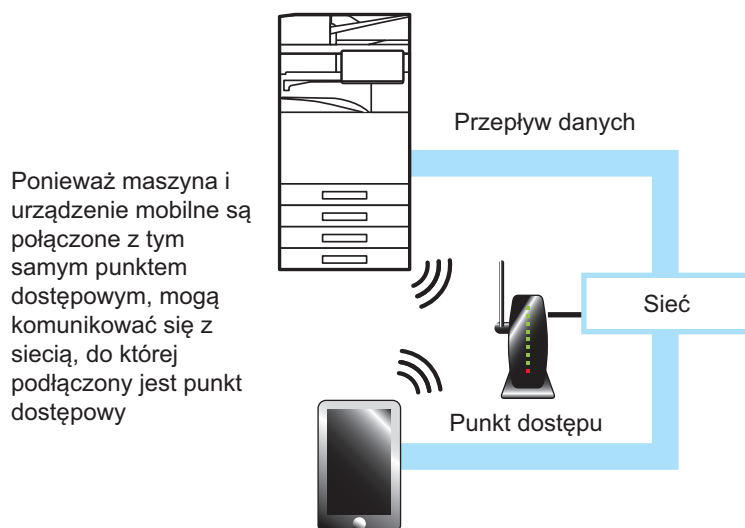 Przepływ danych
Ponieważ maszyna i
urządzenie mobilne są
połączone z tym
samym punktem
dostępowym, mogą
komunikować się z
siecią, do której
podłączony jest punkt
dostępowy
Sieć
Punkt dostępu